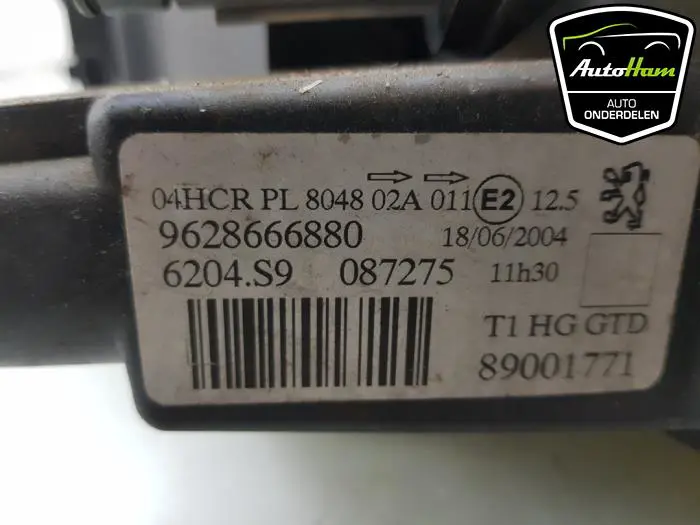 AutoHam
AUTO
ONDERDELEN
04HCR PL 8048 02A 011 E2 12.5
9628666880 18/06/2004
6204.S9 087275 11h30
T1 HG GTD
89001771